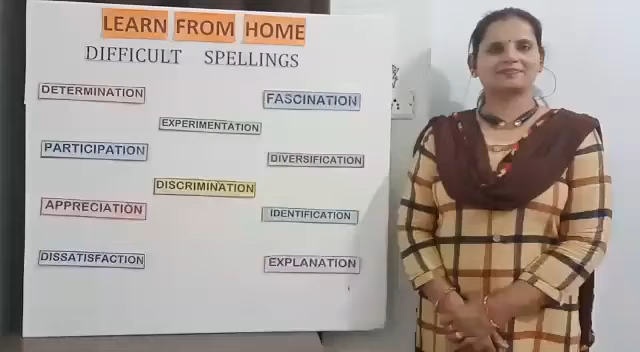 LEARN FROM HOME
DIFFICULT SPELLINGS
DETERMINATION
FASCINATION
EXPERIMENTATION
PARTICIPATION
DIVERSIFICATION
DISCRIMINATION
APPRECIATION
IDENTIFICATION
DISSATISFACTION
EXPLANATION